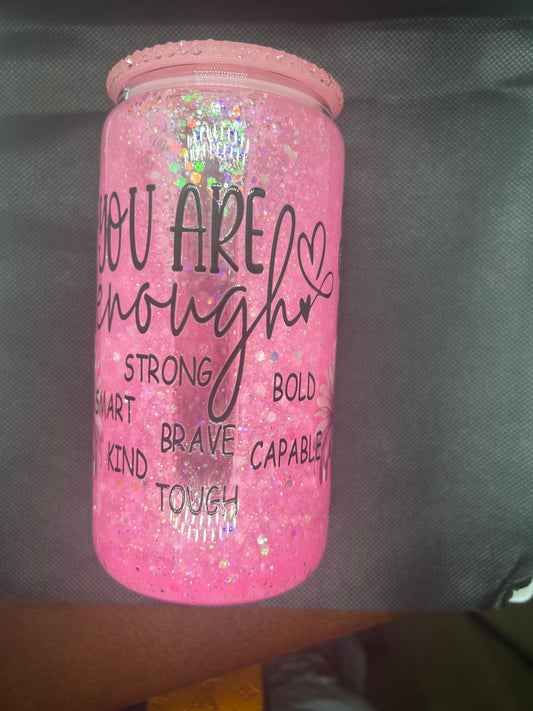 YOU ARE
enough
STRONG
BOLD
SMART
BRAVE
CAPABLE
KIND
TOUGH